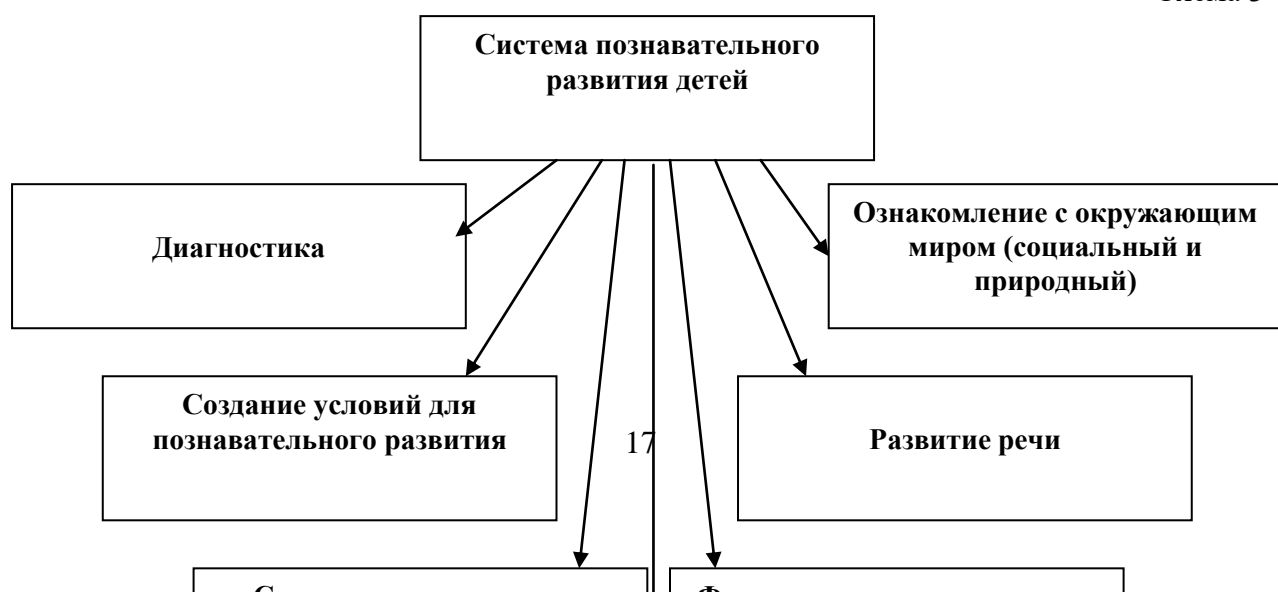 Система познавательного
развития детей
Диагностика
Ознакомление с окружающим
миром (социальный и
природный)
Создание условий для
познавательного развития
17
Развитие речи